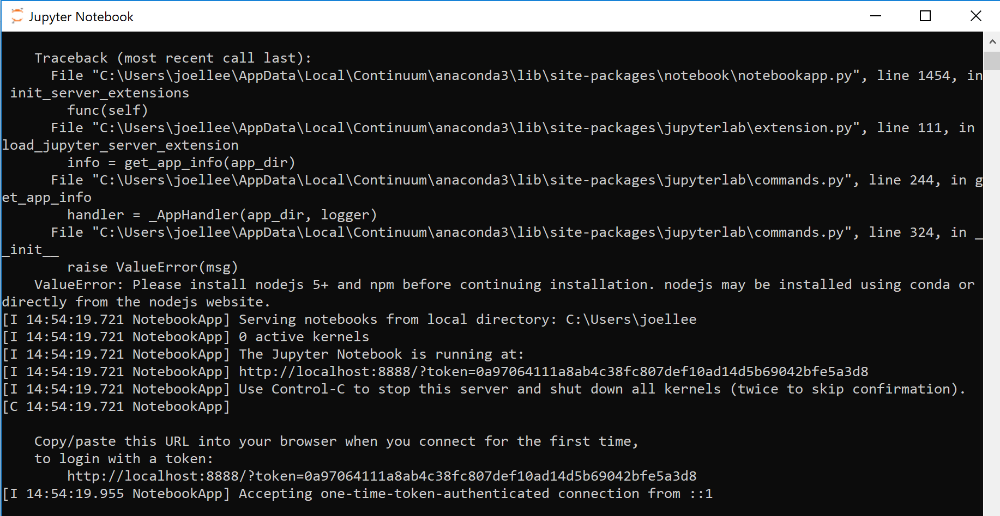 Jupyter Notebook
    Traceback (most recent call last):
      File "C:\Users\joellee\AppData\Local\Continuum\anaconda3\lib\site-packages\notebook\notebookapp.py", line 1454, in
 init_server_extensions
        func(self)
      File "C:\Users\joellee\AppData\Local\Continuum\anaconda3\lib\site-packages\jupyterlab\extension.py", line 111, in
load_jupyter_server_extension
        info = get_app_info(app_dir)
      File "C:\Users\joellee\AppData\Local\Continuum\anaconda3\lib\site-packages\jupyterlab\commands.py", line 244, in g
et_app_info
        handler = _AppHandler(app_dir, logger)
      File "C:\Users\joellee\AppData\Local\Continuum\anaconda3\lib\site-packages\jupyterlab\commands.py", line 324, in _
_init__
        raise ValueError(msg)
    ValueError: Please install nodejs 5+ and npm before continuing installation. nodejs may be installed using conda or
directly from the nodejs website.
[I 14:54:19.721 NotebookApp] Serving notebooks from local directory: C:\Users\joellee
[I 14:54:19.721 NotebookApp] 0 active kernels
[I 14:54:19.721 NotebookApp] The Jupyter Notebook is running at:
[I 14:54:19.721 NotebookApp] http://localhost:8888/?token=0a97064111a8ab4c38fc807def10ad14d5b69042bfe5a3d8
[I 14:54:19.721 NotebookApp] Use Control-C to stop this server and shut down all kernels (twice to skip confirmation).
[C 14:54:19.721 NotebookApp]
    Copy/paste this URL into your browser when you connect for the first time,
    to login with a token:
        http://localhost:8888/?token=0a97064111a8ab4c38fc807def10ad14d5b69042bfe5a3d8
[I 14:54:19.955 NotebookApp] Accepting one-time-token-authenticated connection from ::1